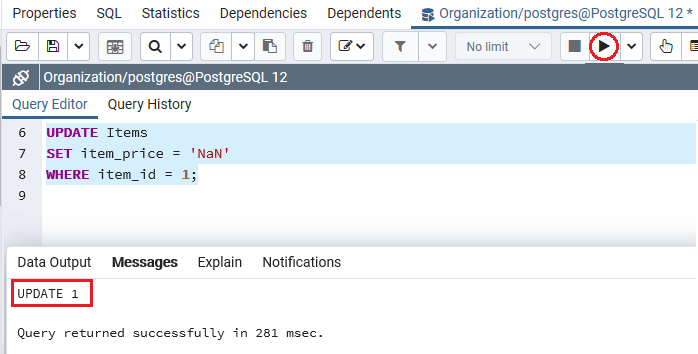 Properties SQL Statistics Dependencies Dependents Organization/postgres@PostgreSQL 12 *
No limit
Organization/postgres@PostgreSQL 12
Query Editor Query History
6 UPDATE Items
7 SET item_price = 'NaN'
8 WHERE item_id = 1;
9
Data Output Messages Explain Notifications
UPDATE 1
Query returned successfully in 281 msec.